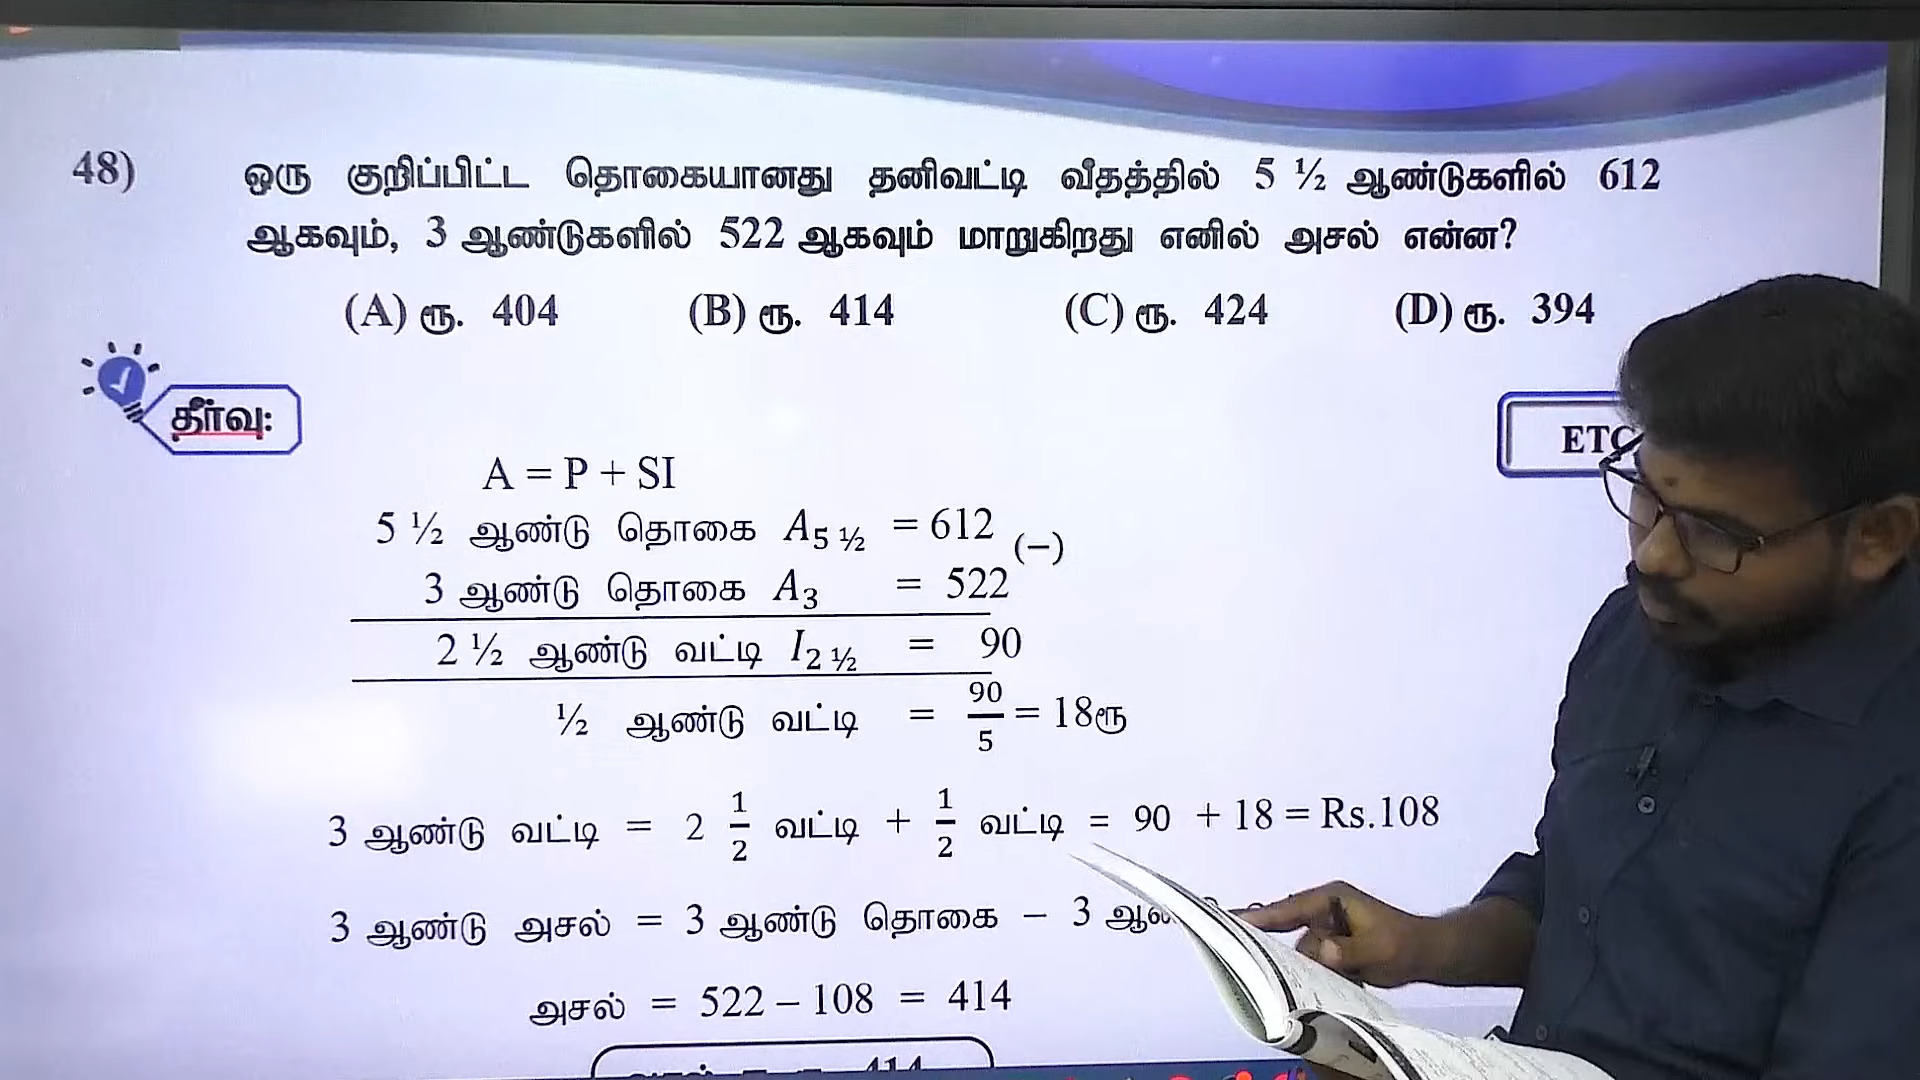 48) ஒரு குறிப்பிட்ட தொகையானது தனிவட்டி வீதத்தில் 5 ½ ஆண்டுகளில் 612
ஆகவும், 3 ஆண்டுகளில் 522 ஆகவும் மாறுகிறது எனில் அசல் என்ன?
(A) ரூ. 404 (B) ரூ. 414 (C) ரூ. 424 (D) ரூ. 394
தீர்வு:
A = P + SI
5 ½ ஆண்டு தொகை A5 ½ = 612 (−)
3 ஆண்டு தொகை A3 = 522
2 ½ ஆண்டு வட்டி I2 ½ = 90
½ ஆண்டு வட்டி = 90/5 = 18ரூ
3 ஆண்டு வட்டி = 2 1/2 வட்டி + 1/2 வட்டி = 90 + 18 = Rs.108
3 ஆண்டு அசல் = 3 ஆண்டு தொகை − 3
அசல் = 522 – 108 = 414
414